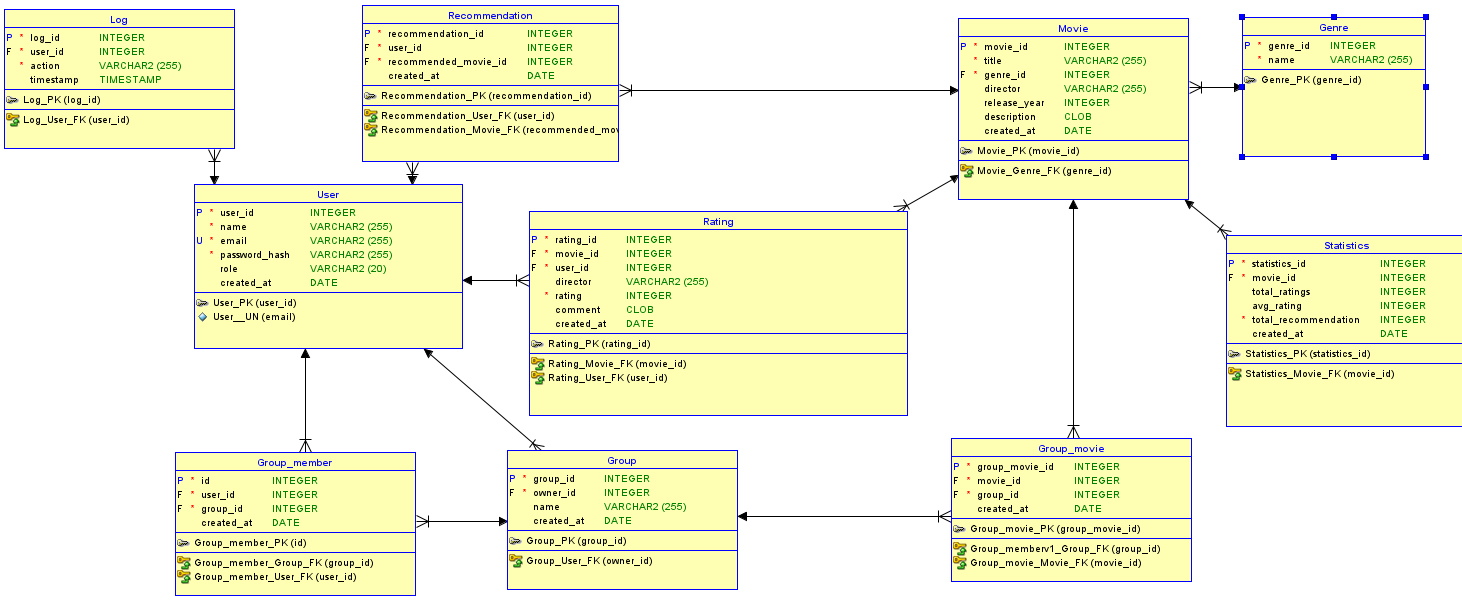 Log
P * log_id INTEGER
F * user_id INTEGER
* action VARCHAR2 (255)
timestamp TIMESTAMP
Log_PK (log_id)
Log_User_FK (user_id)
Recommendation
P * recommendation_id INTEGER
F * user_id INTEGER
F * recommended_movie_id INTEGER
created_at DATE
Recommendation_PK (recommendation_id)
Recommendation_User_FK (user_id)
Recommendation_Movie_FK (recommended_mov
Movie
P * movie_id INTEGER
* title VARCHAR2 (255)
F * genre_id INTEGER
director VARCHAR2 (255)
release_year INTEGER
description CLOB
created_at DATE
Movie_PK (movie_id)
Movie_Genre_FK (genre_id)
Genre
P * genre_id INTEGER
* name VARCHAR2 (255)
Genre_PK (genre_id)
User
P * user_id INTEGER
* name VARCHAR2 (255)
U * email VARCHAR2 (255)
* password_hash VARCHAR2 (255)
role VARCHAR2 (20)
created_at DATE
User_PK (user_id)
User__UN (email)
Rating
P * rating_id INTEGER
F * movie_id INTEGER
F * user_id INTEGER
director VARCHAR2 (255)
* rating INTEGER
comment CLOB
created_at DATE
Rating_PK (rating_id)
Rating_Movie_FK (movie_id)
Rating_User_FK (user_id)
Statistics
P * statistics_id INTEGER
F * movie_id INTEGER
total_ratings INTEGER
avg_rating INTEGER
* total_recommendation INTEGER
created_at DATE
Statistics_PK (statistics_id)
Statistics_Movie_FK (movie_id)
Group_member
P * id INTEGER
F * user_id INTEGER
F * group_id INTEGER
created_at DATE
Group_member_PK (id)
Group_member_Group_FK (group_id)
Group_member_User_FK (user_id)
Group
P * group_id INTEGER
F * owner_id INTEGER
name VARCHAR2 (255)
created_at DATE
Group_PK (group_id)
Group_User_FK (owner_id)
Group_movie
P * group_movie_id INTEGER
F * movie_id INTEGER
F * group_id INTEGER
created_at DATE
Group_movie_PK (group_movie_id)
Group_memberv1_Group_FK (group_id)
Group_movie_Movie_FK (movie_id)